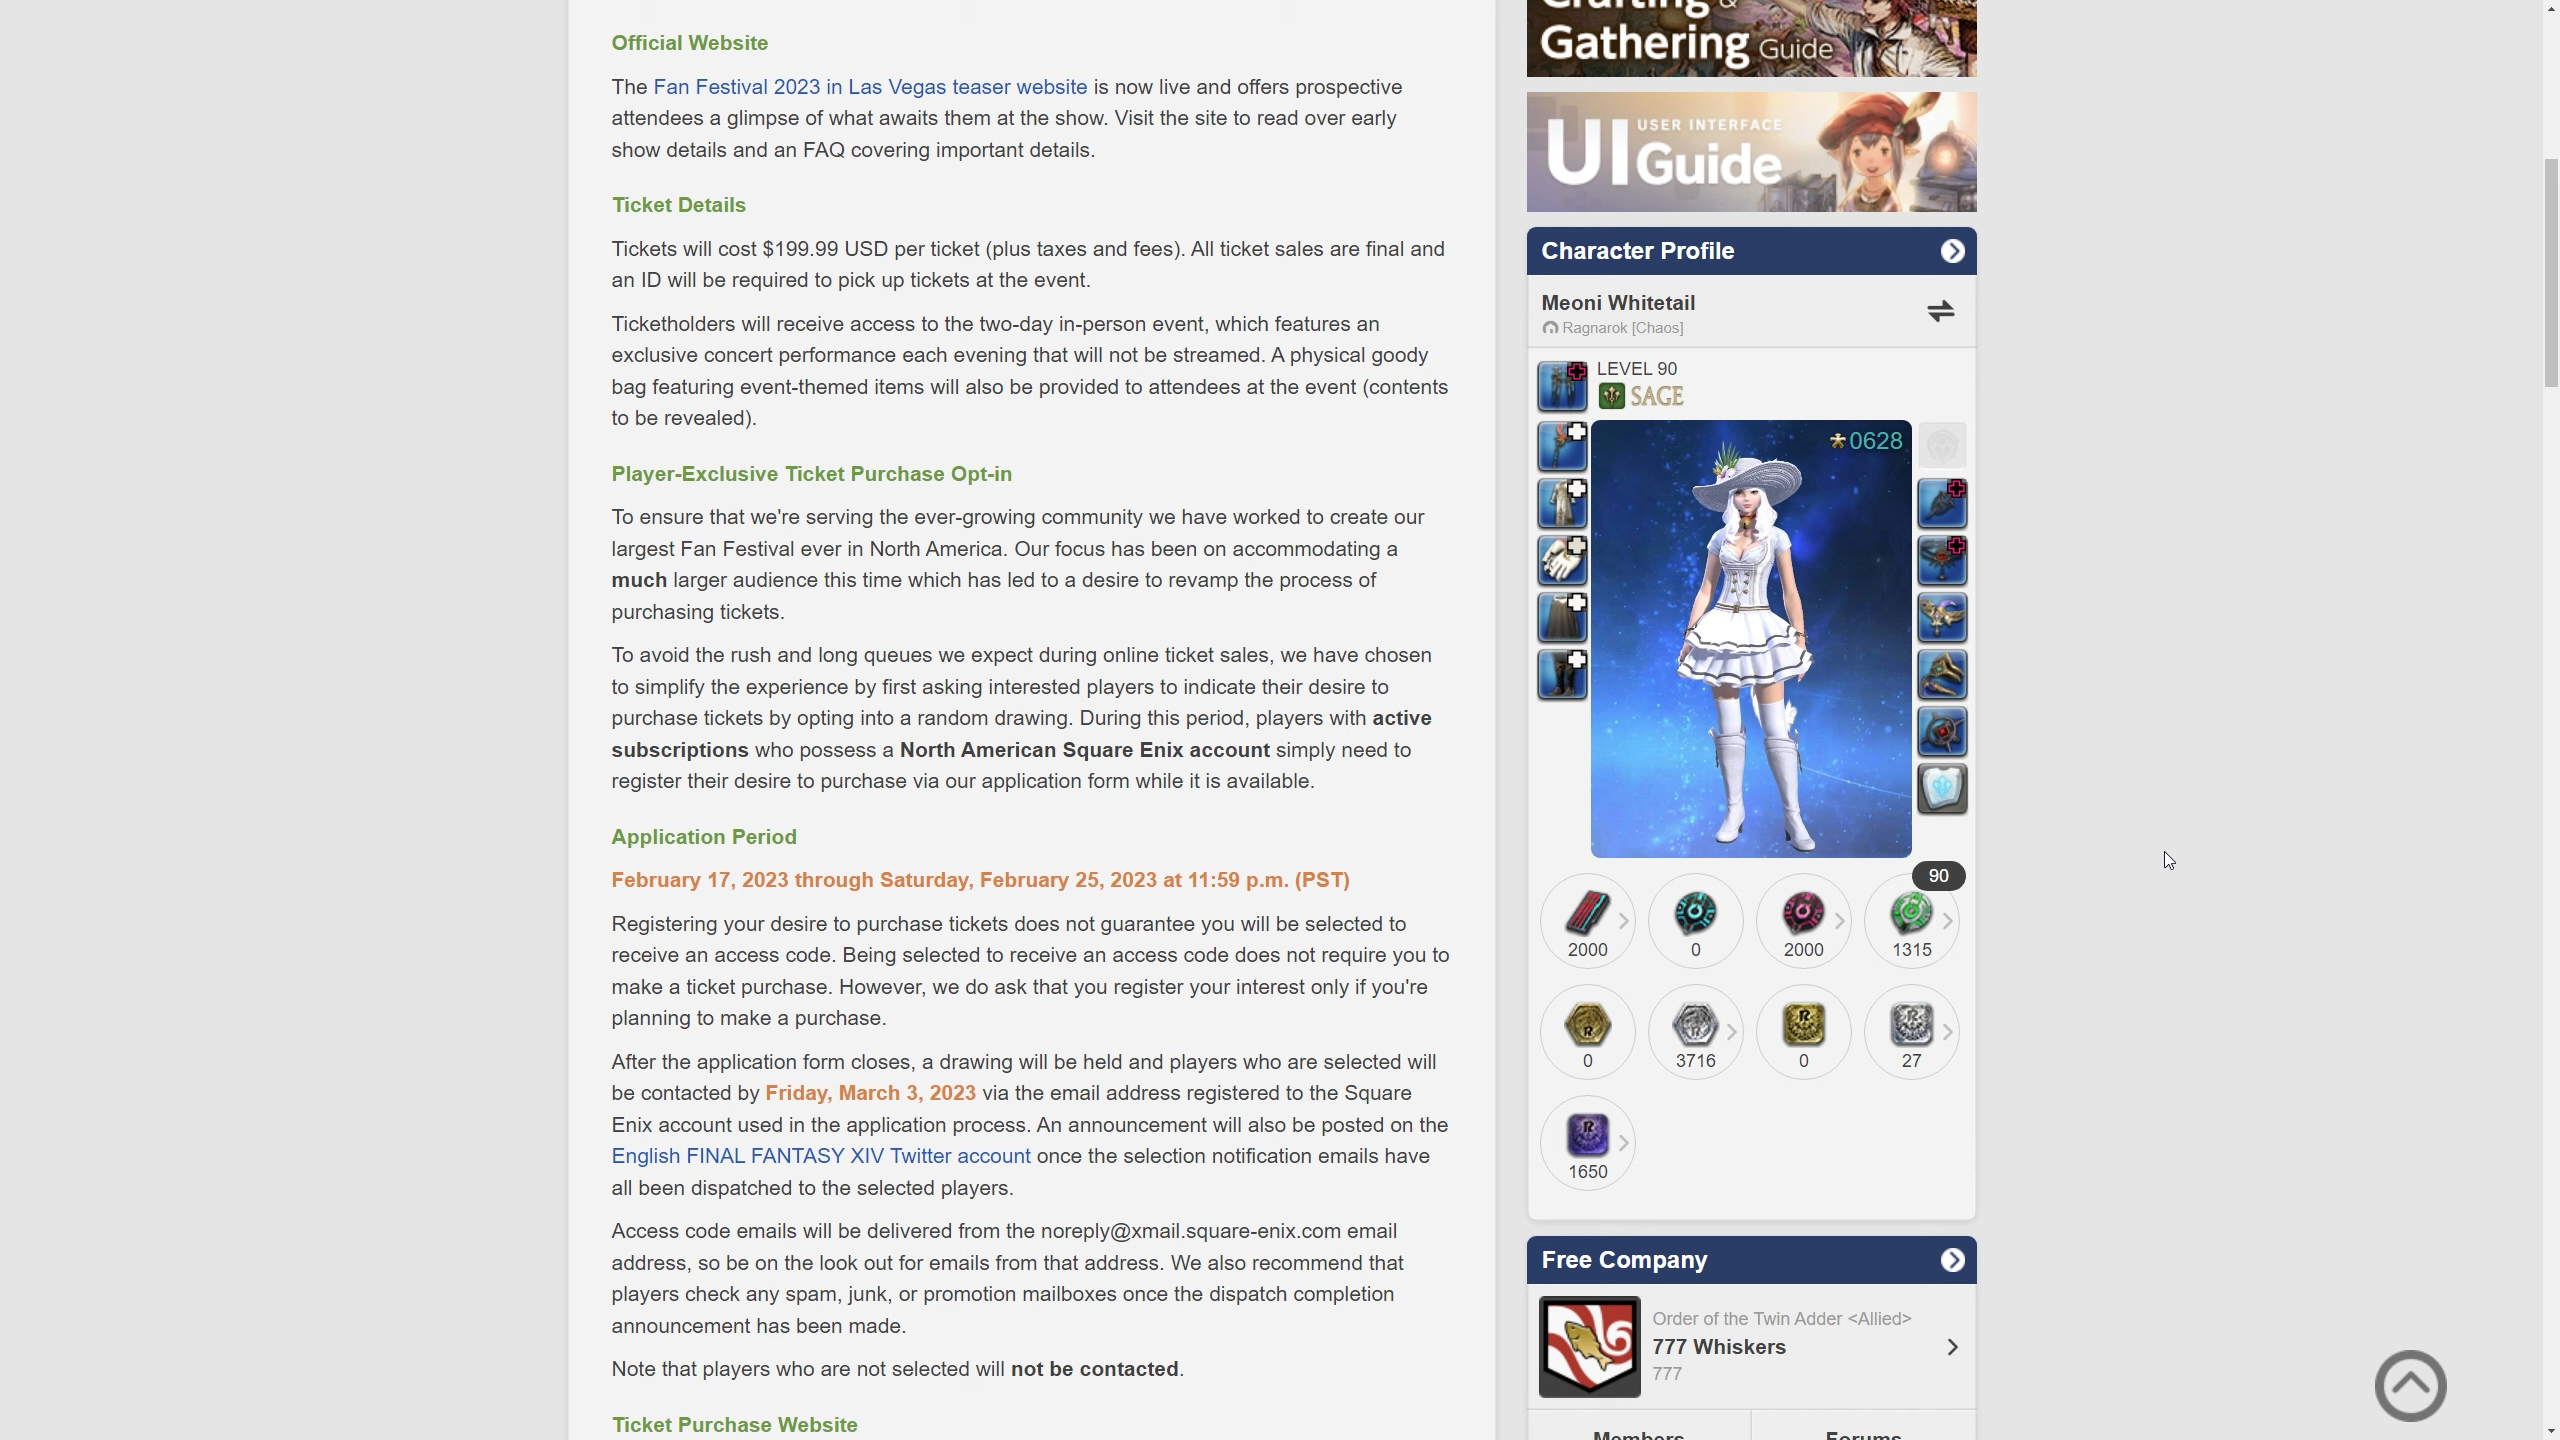 Official Website
The Fan Festival 2023 in Las Vegas teaser website is now live and offers prospective
attendees a glimpse of what awaits them at the show. Visit the site to read over early
show details and an FAQ covering important details.
Ticket Details
Tickets will cost $199.99 USD per ticket (plus taxes and fees). All ticket sales are final and
an ID will be required to pick up tickets at the event.
Ticketholders will receive access to the two-day in-person event, which features an
exclusive concert performance each evening that will not be streamed. A physical goody
bag featuring event-themed items will also be provided to attendees at the event (contents
to be revealed).
Player-Exclusive Ticket Purchase Opt-in
To ensure that we're serving the ever-growing community we have worked to create our
largest Fan Festival ever in North America. Our focus has been on accommodating a
much larger audience this time which has led to a desire to revamp the process of
purchasing tickets.
To avoid the rush and long queues we expect during online ticket sales, we have chosen
to simplify the experience by first asking interested players to indicate their desire to
purchase tickets by opting into a random drawing. During this period, players with active
subscriptions who possess a North American Square Enix account simply need to
register their desire to purchase via our application form while it is available.
Application Period
February 17, 2023 through Saturday, February 25, 2023 at 11:59 p.m. (PST)
Registering your desire to purchase tickets does not guarantee you will be selected to
receive an access code. Being selected to receive an access code does not require you to
make a ticket purchase. However, we do ask that you register your interest only if you're
planning to make a purchase.
After the application form closes, a drawing will be held and players who are selected will
be contacted by Friday, March 3, 2023 via the email address registered to the Square
Enix account used in the application process. An announcement will also be posted on the
English FINAL FANTASY XIV Twitter account once the selection notification emails have
all been dispatched to the selected players.
Access code emails will be delivered from the noreply@xmail.square-enix.com email
address, so be on the look out for emails from that address. We also recommend that
players check any spam, junk, or promotion mailboxes once the dispatch completion
announcement has been made.
Note that players who are not selected will not be contacted.
Ticket Purchase Website
Crafting &
Gathering Guide
UI USER INTERFACE
Guide
Character Profile
Meoni Whitetail
Ragnarok [Chaos]
LEVEL 90
SAGE
0628
90
2000 0 2000 1315
0 3716 0 27
1650
Free Company
Order of the Twin Adder <Allied>
777 Whiskers
777
Members Forums